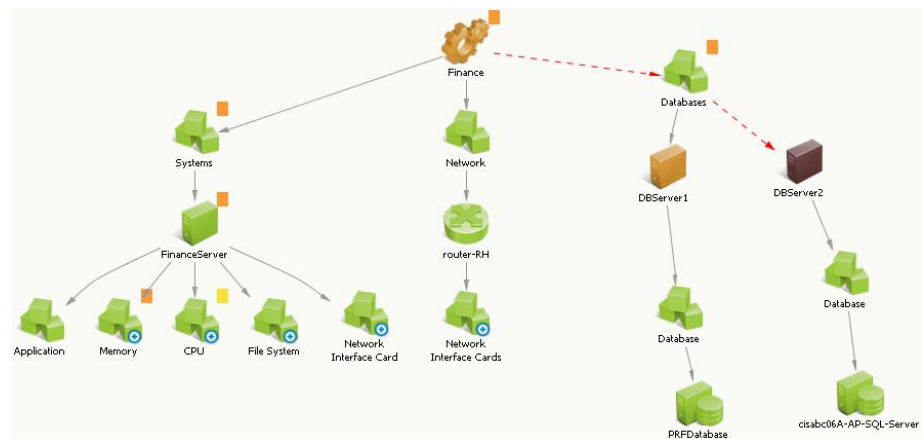 Finance
Databases
Systems
Network
DBServer1
DBServer2
FinanceServer
router-RH
Database
Database
Application
Memory
CPU
File System
Network
Interface Card
Network
Interface Cards
PRFDatabase
cisabc06A-AP-SQL-Server